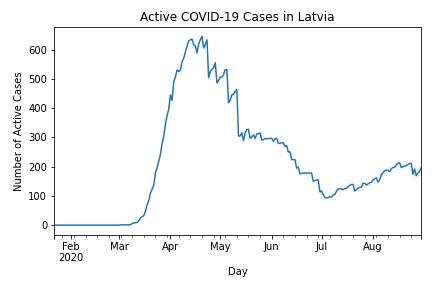 Active COVID-19 Cases in Latvia
600
500
400
300
200
100
0
Number of Active Cases
Feb Mar Apr May Jun Jul Aug
2020
Day